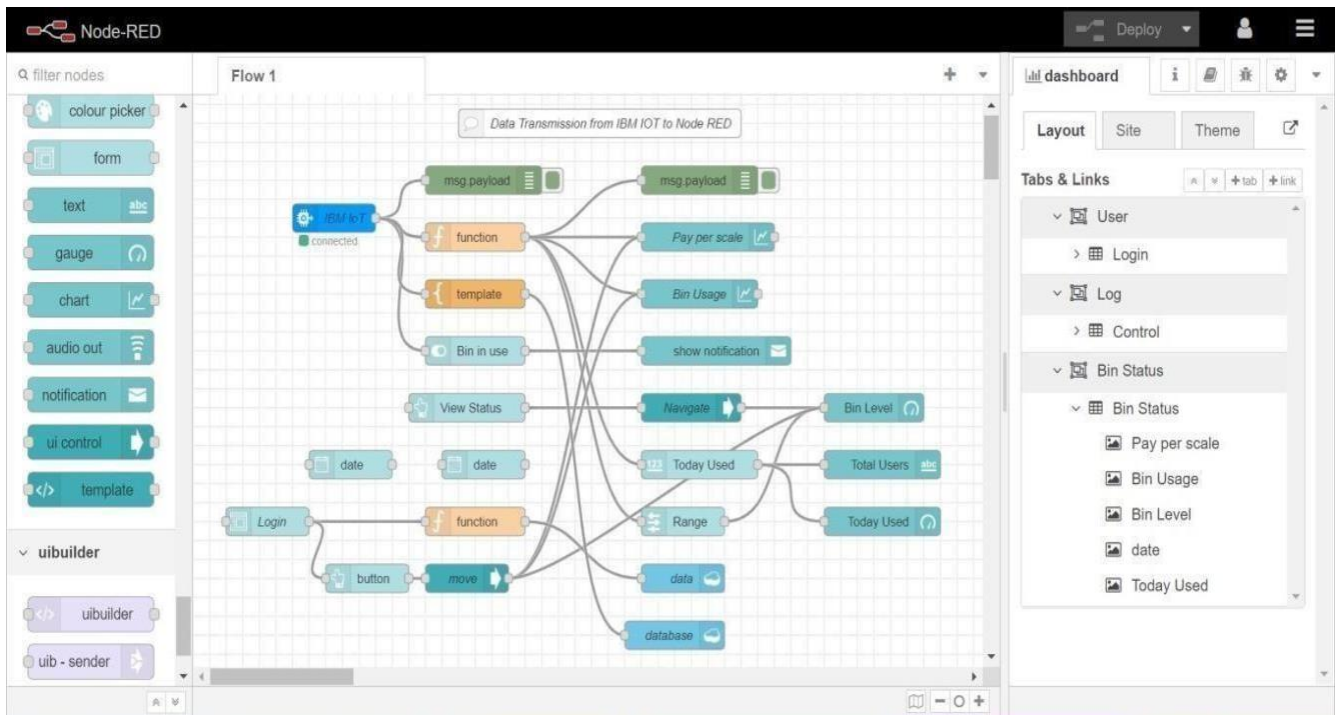 Node-RED
Deploy
filter nodes
Flow 1
dashboard
i
colour picker
form
text
abc
gauge
chart
audio out
notification
ui control
</> template
uibuilder
</> uibuilder
uib - sender
Data Transmission from IBM IOT to Node RED
msg.payload
msg.payload
IBM IoT
connected
f function
Pay per scale
{ template
Bin Usage
Bin in use
show notification
View Status
Navigate
Bin Level
date
date
123 Today Used
Total Users abc
Login
f function
Range
Today Used
button
move
data
database
Layout
Site
Theme
Tabs & Links
+ tab
+ link
User
Login
Log
Control
Bin Status
Bin Status
Pay per scale
Bin Usage
Bin Level
date
Today Used